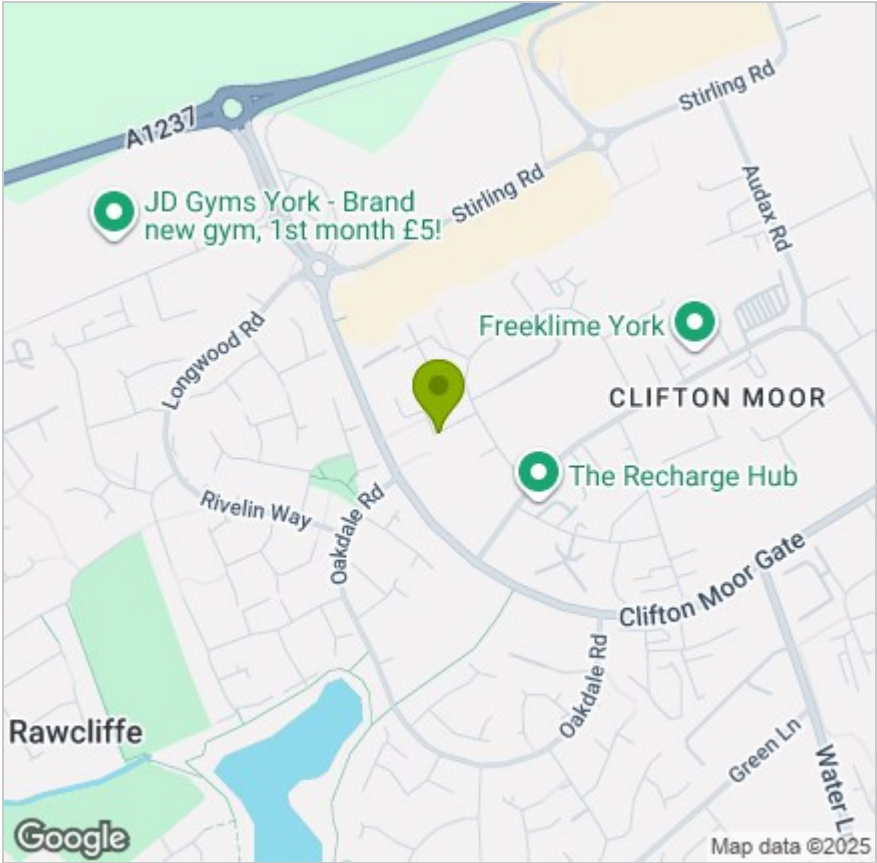 Stirling Rd
A1237
Audax Rd
JD Gyms York - Brand
new gym, 1st month £5!
Stirling Rd
Freeklime York
Longwood Rd
CLIFTON MOOR
The Recharge Hub
Rivelin Way
Oakdale Rd
Clifton Moor Gate
Oakdale Rd
Rawcliffe
Green Ln
Water L
Google
Map data ©2025